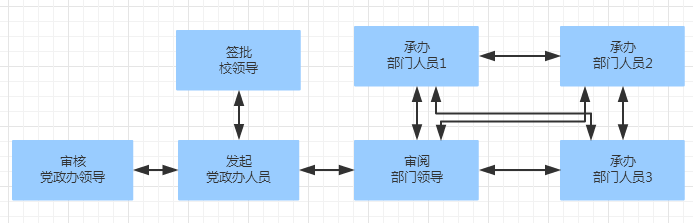 签批
校领导
承办
部门人员1
承办
部门人员2
审核
党政办领导
发起
党政办人员
审阅
部门领导
承办
部门人员3